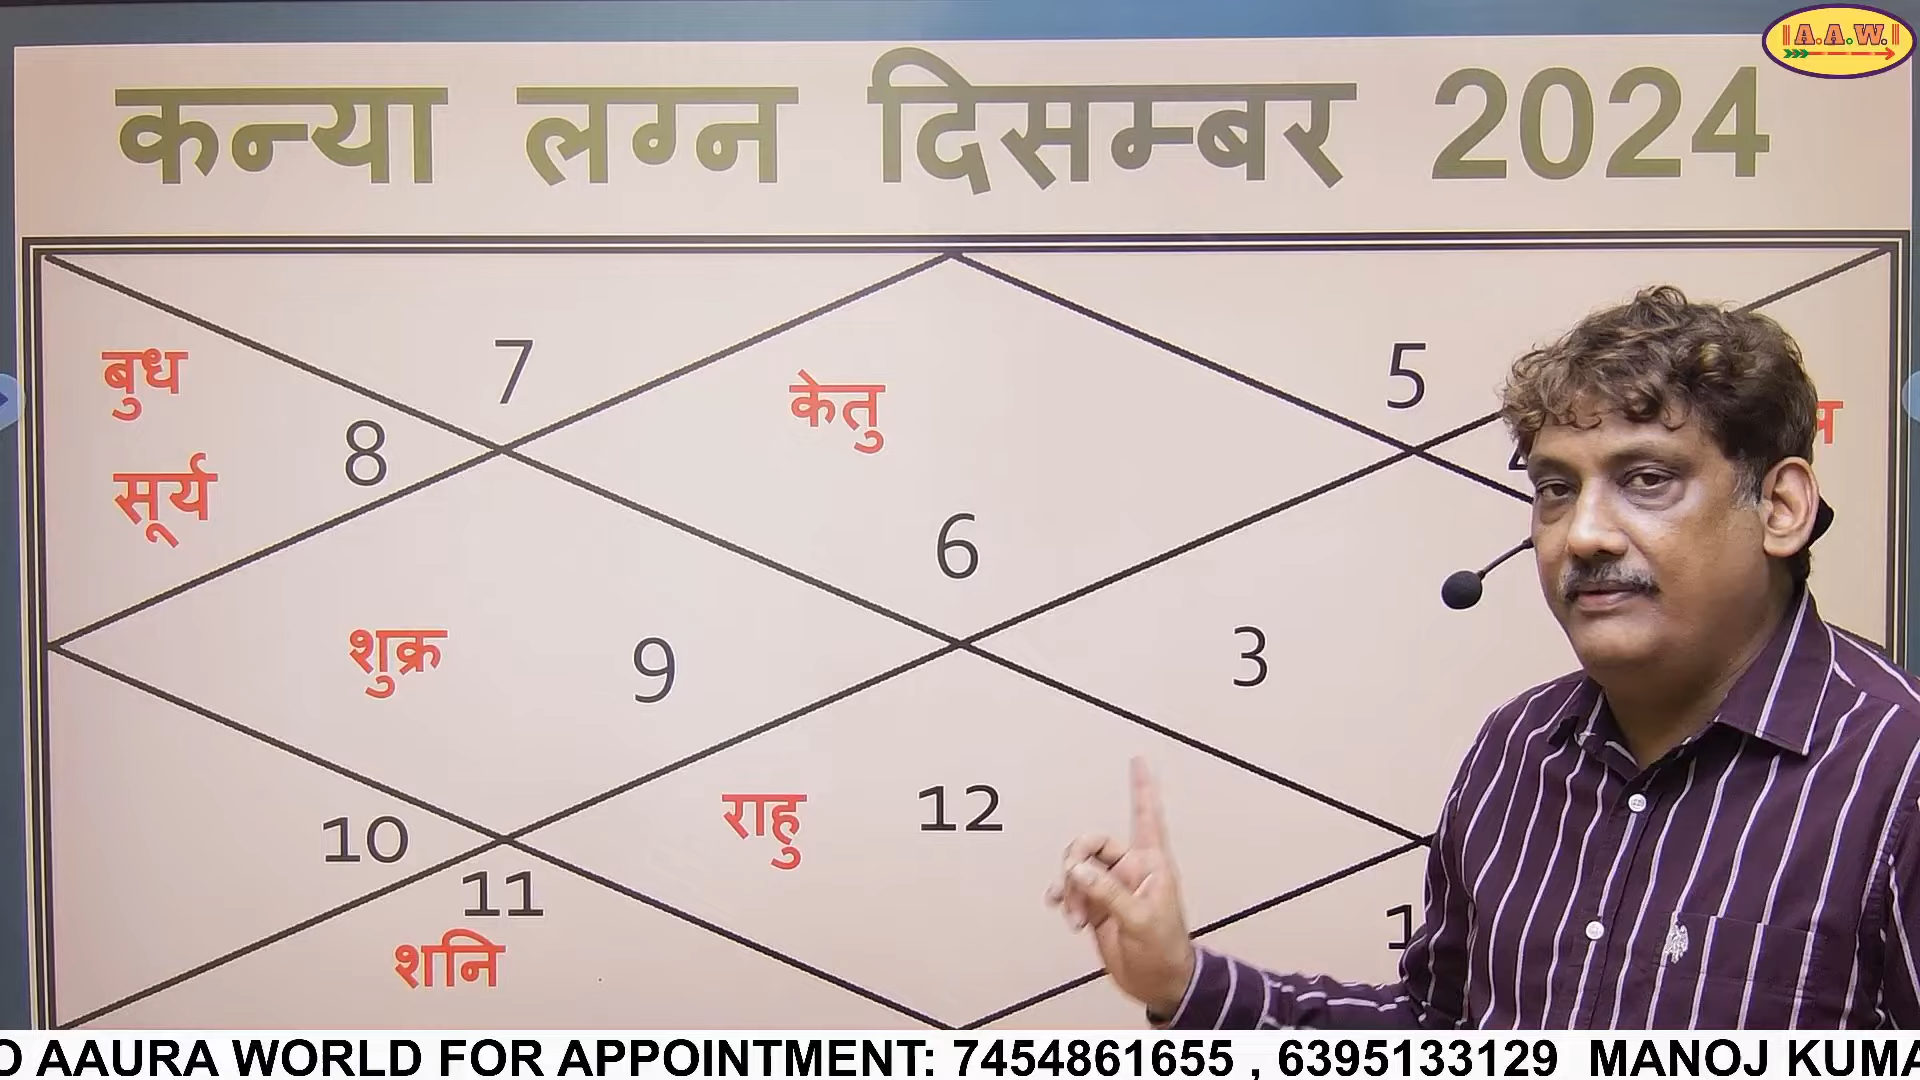 A.A.W.
कन्या लग्न दिसम्बर 2024
7
5
बुध
केतु
8
सूर्य
6
शुक्र
9
3
राहु
12
10
11
1
शनि
O AAURA WORLD FOR APPOINTMENT: 7454861655 , 6395133129 MANOJ KUMA